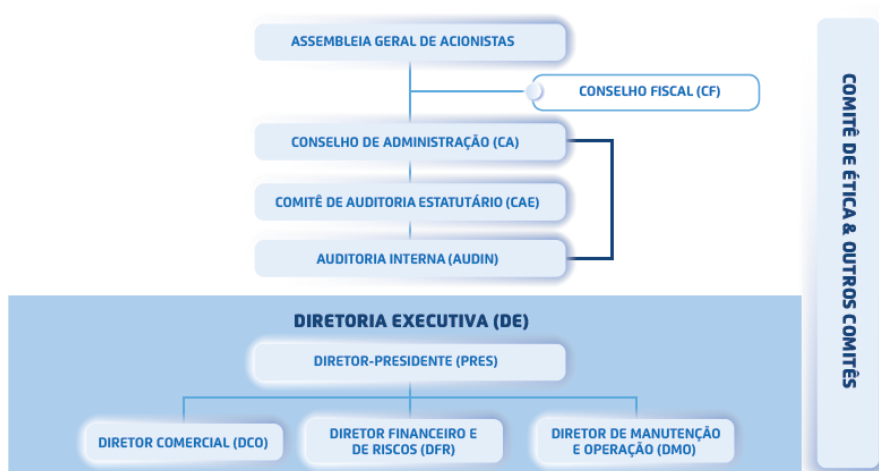 ASSEMBLEIA GERAL DE ACIONISTAS
CONSELHO FISCAL (CF)
CONSELHO DE ADMINISTRAÇÃO (CA)
COMITÊ DE AUDITORIA ESTATUTÁRIO (CAE)
AUDITORIA INTERNA (AUDIN)
DIRETORIA EXECUTIVA (DE)
DIRETOR-PRESIDENTE (PRES)
DIRETOR COMERCIAL (DCO)
DIRETOR FINANCEIRO E
DE RISCOS (DFR)
DIRETOR DE MANUTENÇÃO
E OPERAÇÃO (DMO)
COMITÊ DE ÉTICA & OUTROS COMITÊS